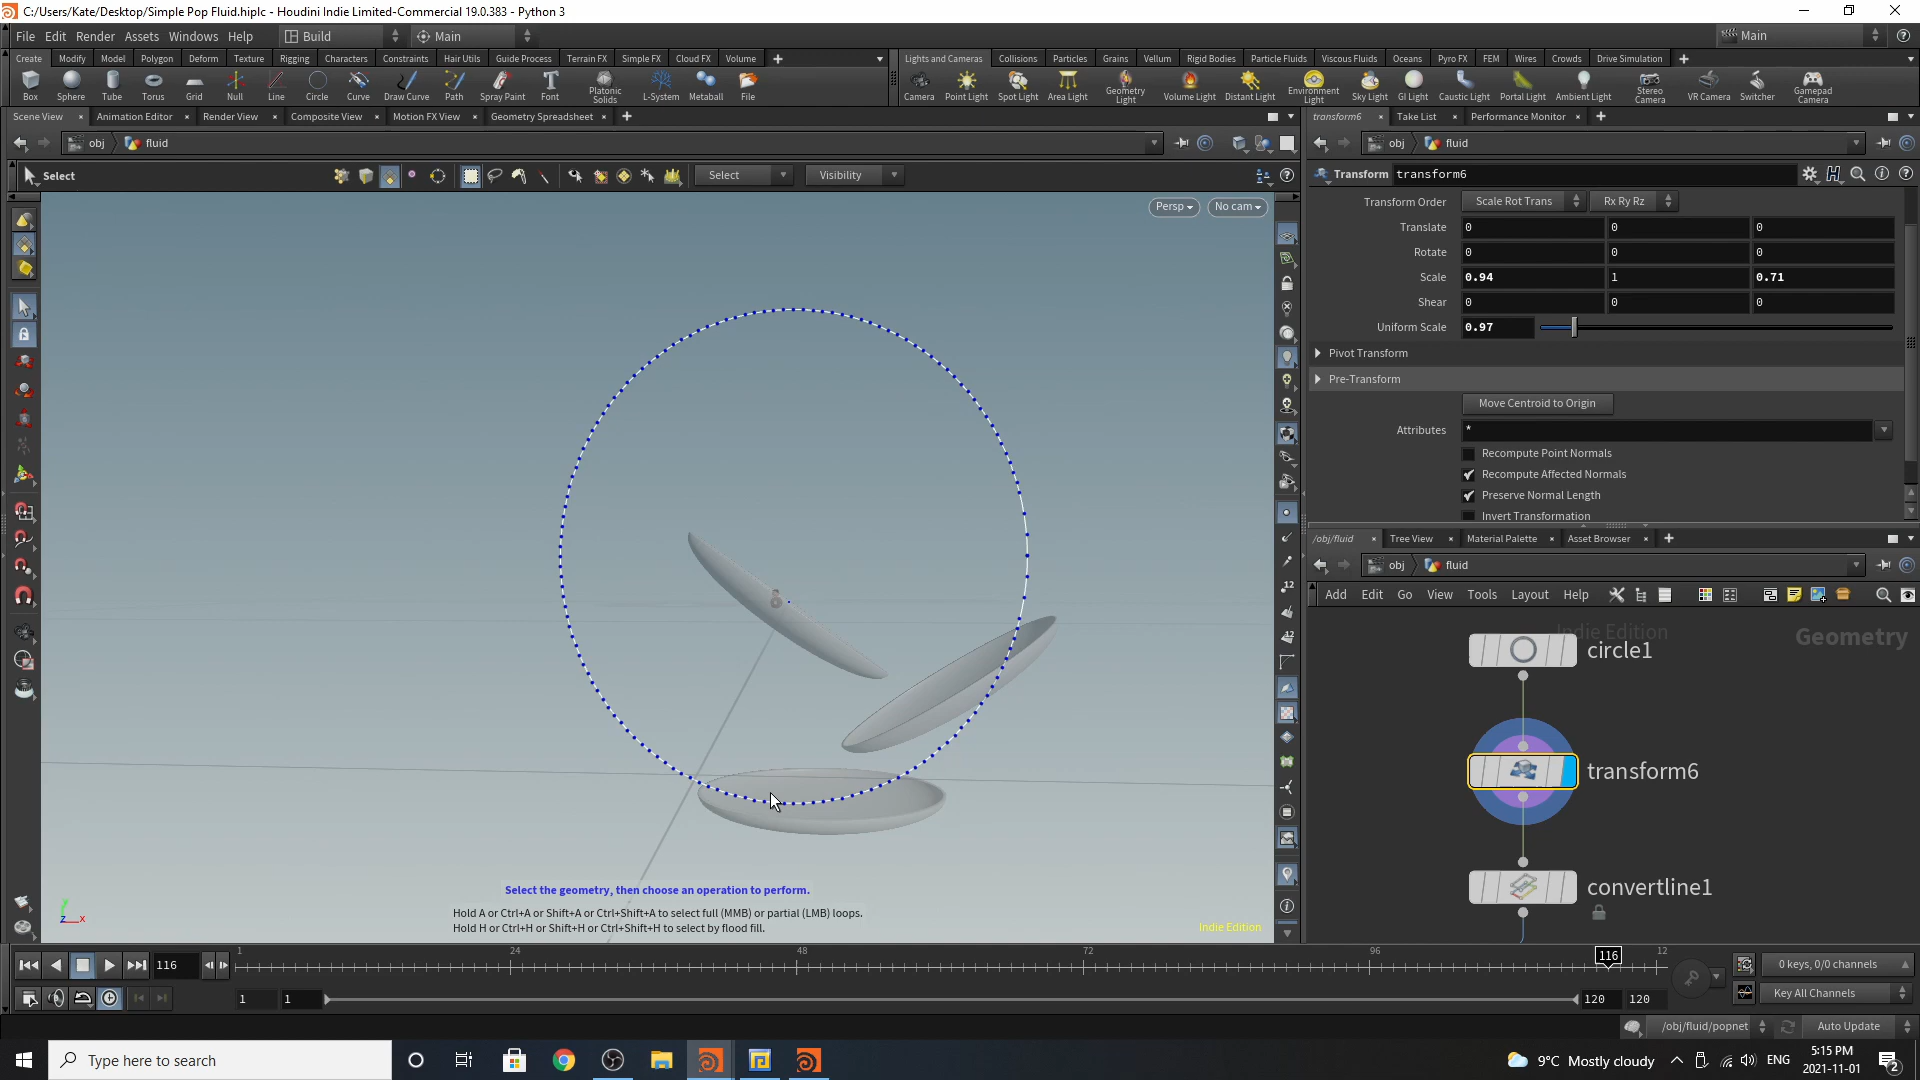 C:/Users/Kate/Desktop/Simple Pop Fluid.hiplc - Houdini Indie Limited-Commercial 19.0.383 - Python 3
File Edit Render Assets Windows Help Build Main Main
Create Modify Model Polygon Deform Texture Rigging Characters Constraints Hair Utils Guide Process Terrain FX Simple FX Cloud FX Volume
Lights and Cameras Collisions Particles Grains Vellum Rigid Bodies Particle Fluids Viscous Fluids Oceans Pyro FX FEM Wires Crowds Drive Simulation
Box Sphere Tube Torus Grid Null Line Circle Curve Draw Curve Path Spray Paint Font Platonic Solids L-System Metaball File
Camera Point Light Spot Light Area Light Geometry Light Volume Light Distant Light Environment Light Sky Light GI Light Caustic Light Portal Light Ambient Light Stereo Camera VR Camera Switcher Gamepad Camera
Scene View Animation Editor Render View Composite View Motion FX View Geometry Spreadsheet
transform6 Take List Performance Monitor
obj fluid
obj fluid
Select Select Visibility
Transform transform6
Persp No cam
Transform Order Scale Rot Trans Rx Ry Rz
Translate 0 0 0
Rotate 0 0 0
Scale 0.94 1 0.71
Shear 0 0 0
Uniform Scale 0.97
Pivot Transform
Pre-Transform
Move Centroid to Origin
Attributes *
Recompute Point Normals
Recompute Affected Normals
Preserve Normal Length
Invert Transformation
/obj/fluid Tree View Material Palette Asset Browser
obj fluid
Add Edit Go View Tools Layout Help
Indie Edition
Geometry
circle1
transform6
convertline1
12
12
Select the geometry, then choose an operation to perform.
Hold A or Ctrl+A or Shift+A or Ctrl+Shift+A to select full (MMB) or partial (LMB) loops.
Hold H or Ctrl+H or Shift+H or Ctrl+Shift+H to select by flood fill.
Indie Edition
y
z x
116
1 24 48 72 96 12
116
0 keys, 0/0 channels
1 1 120 120
Key All Channels
/obj/fluid/popnet Auto Update
Type here to search
9°C Mostly cloudy
ENG
5:15 PM
2021-11-01
2